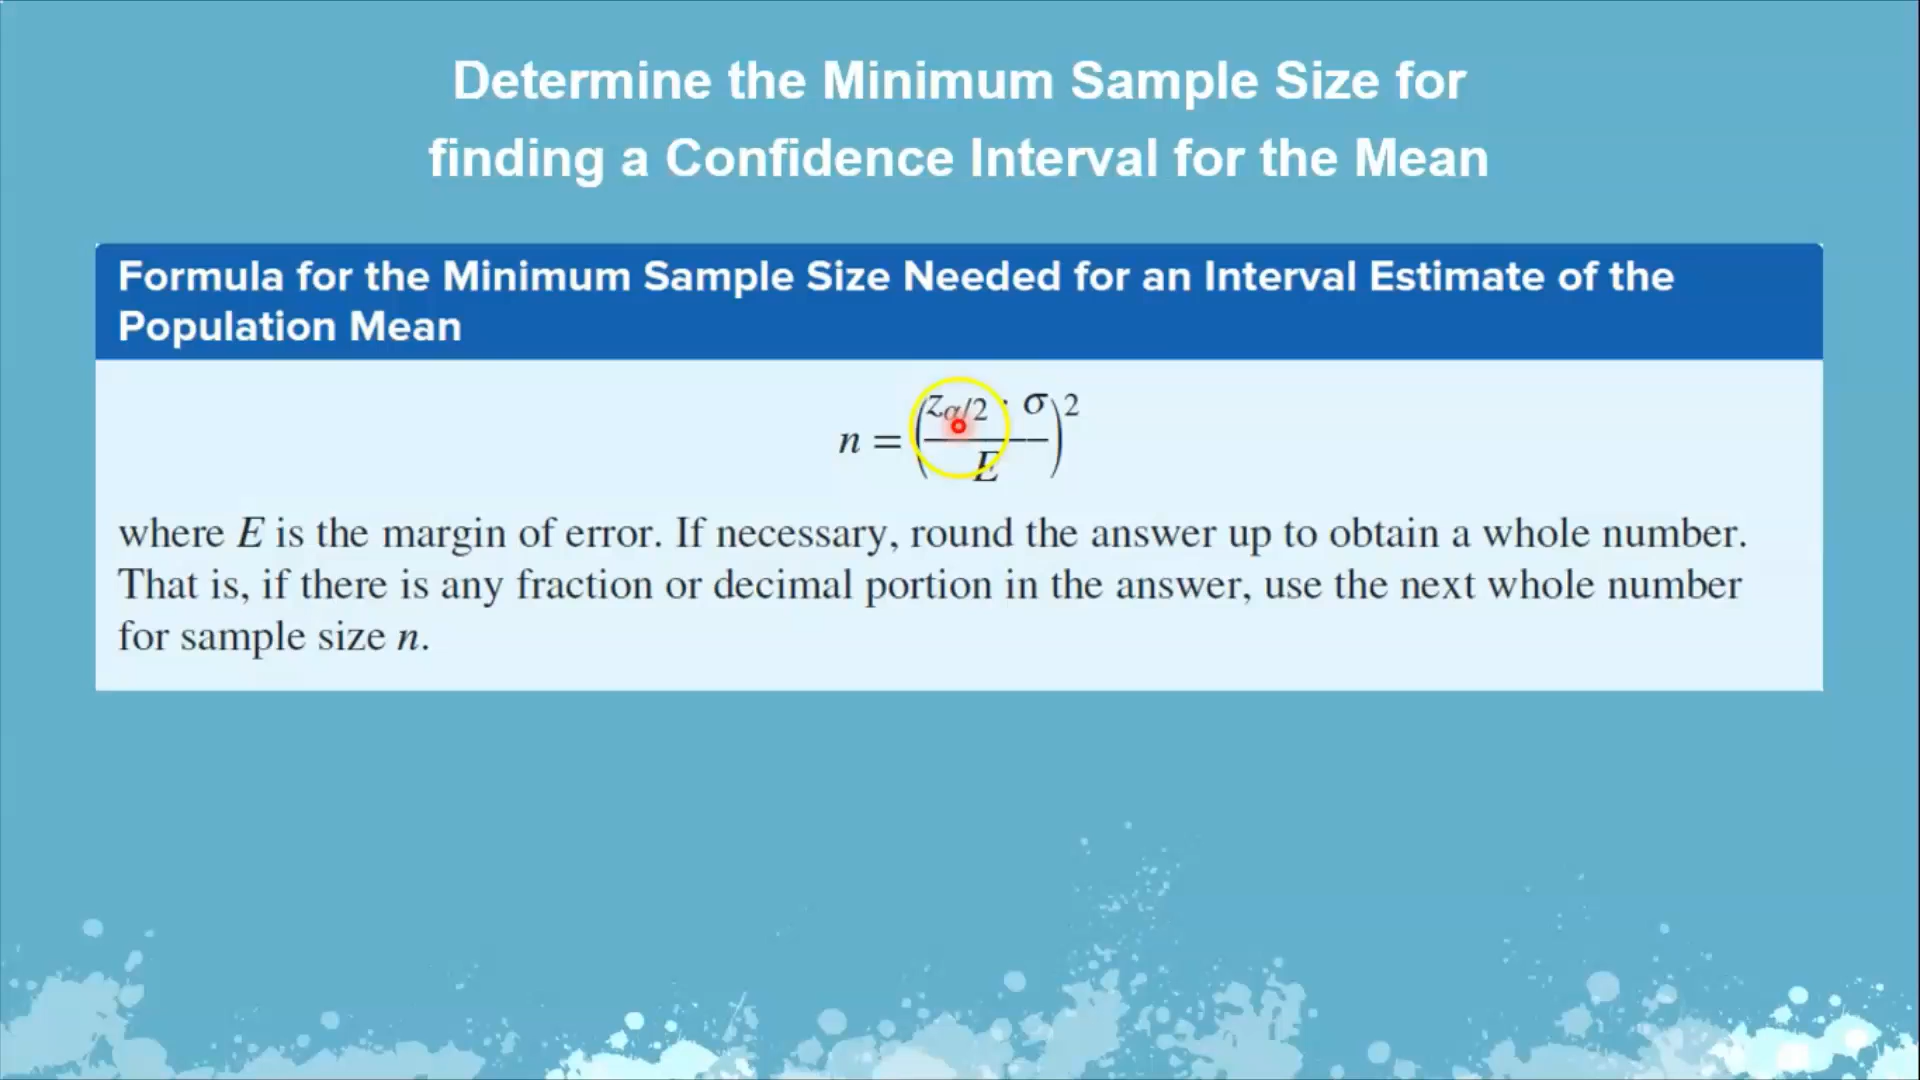 Determine the Minimum Sample Size for
finding a Confidence Interval for the Mean
Formula for the Minimum Sample Size Needed for an Interval Estimate of the
Population Mean
n = (zα/2 · σ / E)²
where E is the margin of error. If necessary, round the answer up to obtain a whole number.
That is, if there is any fraction or decimal portion in the answer, use the next whole number
for sample size n.